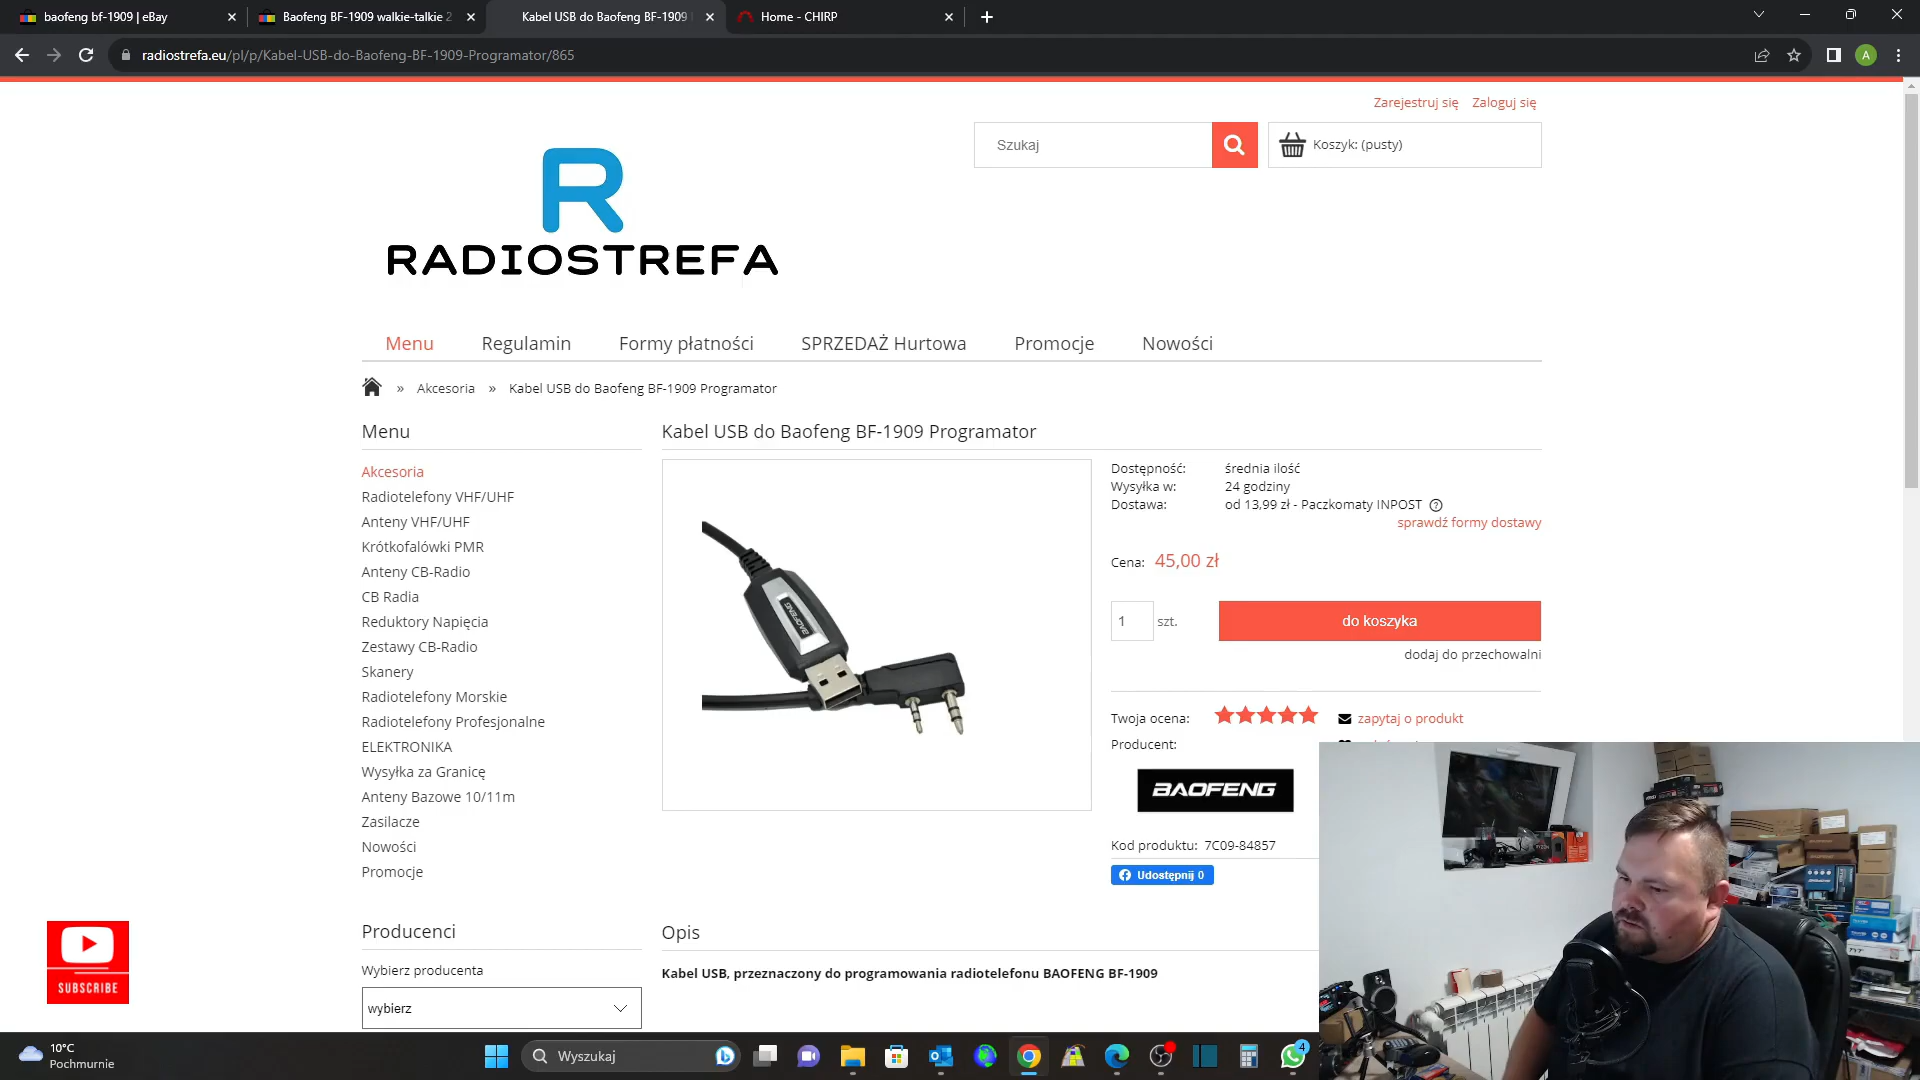 baofeng bf-1909 | eBay
Baofeng BF-1909 walkie-talkie 2
Kabel USB do Baofeng BF-1909
Home - CHIRP
radiostrefa.eu/pl/p/Kabel-USB-do-Baofeng-BF-1909-Programator/865
A
Zarejestruj się Zaloguj się
Szukaj
Koszyk: (pusty)
R
RADIOSTREFA
Menu Regulamin Formy płatności SPRZEDAŻ Hurtowa Promocje Nowości
» Akcesoria » Kabel USB do Baofeng BF-1909 Programator
Menu
Akcesoria
Radiotelefony VHF/UHF
Anteny VHF/UHF
Krótkofalówki PMR
Anteny CB-Radio
CB Radia
Reduktory Napięcia
Zestawy CB-Radio
Skanery
Radiotelefony Morskie
Radiotelefony Profesjonalne
ELEKTRONIKA
Wysyłka za Granicę
Anteny Bazowe 10/11m
Zasilacze
Nowości
Promocje
Producenci
Wybierz producenta
wybierz
Kabel USB do Baofeng BF-1909 Programator
BAOFENG
Dostępność: średnia ilość
Wysyłka w: 24 godziny
Dostawa: od 13,99 zł - Paczkomaty INPOST ?
sprawdź formy dostawy
Cena: 45,00 zł
1 szt. do koszyka
dodaj do przechowalni
Twoja ocena: zapytaj o produkt
Producent:
BAOFENG
Kod produktu: 7C09-84857
Udostępnij 0
Opis
Kabel USB, przeznaczony do programowania radiotelefonu BAOFENG BF-1909
SUBSCRIBE
10°C
Pochmurnie
Wyszukaj
4